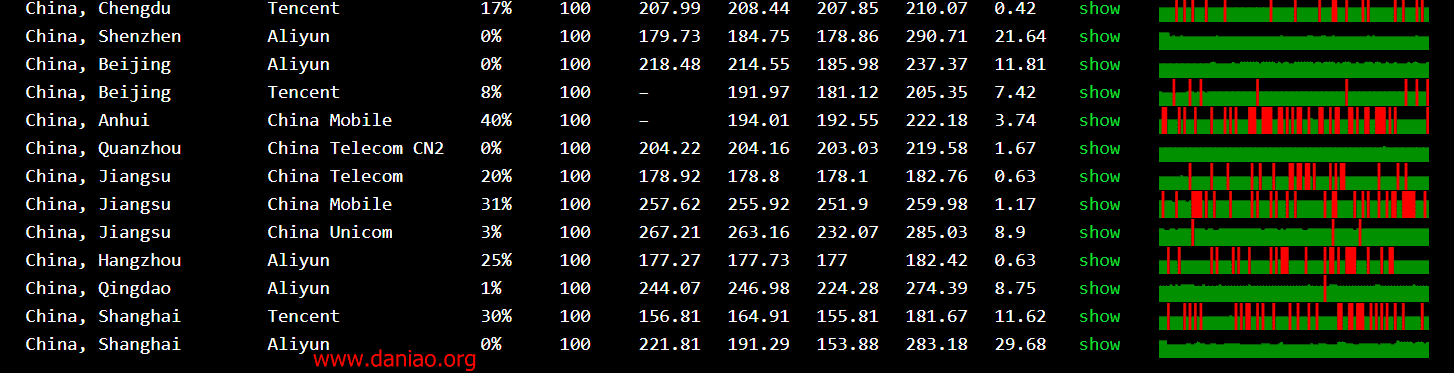 China, Chengdu Tencent 17% 100 207.99 208.44 207.85 210.07 0.42 show
China, Shenzhen Aliyun 0% 100 179.73 184.75 178.86 290.71 21.64 show
China, Beijing Aliyun 0% 100 218.48 214.55 185.98 237.37 11.81 show
China, Beijing Tencent 8% 100 – 191.97 181.12 205.35 7.42 show
China, Anhui China Mobile 40% 100 – 194.01 192.55 222.18 3.74 show
China, Quanzhou China Telecom CN2 0% 100 204.22 204.16 203.03 219.58 1.67 show
China, Jiangsu China Telecom 20% 100 178.92 178.8 178.1 182.76 0.63 show
China, Jiangsu China Mobile 31% 100 257.62 255.92 251.9 259.98 1.17 show
China, Jiangsu China Unicom 3% 100 267.21 263.16 232.07 285.03 8.9 show
China, Hangzhou Aliyun 25% 100 177.27 177.73 177 182.42 0.63 show
China, Qingdao Aliyun 1% 100 244.07 246.98 224.28 274.39 8.75 show
China, Shanghai Tencent 30% 100 156.81 164.91 155.81 181.67 11.62 show
China, Shanghai Aliyun 0% 100 221.81 191.29 153.88 283.18 29.68 show
www.daniao.org